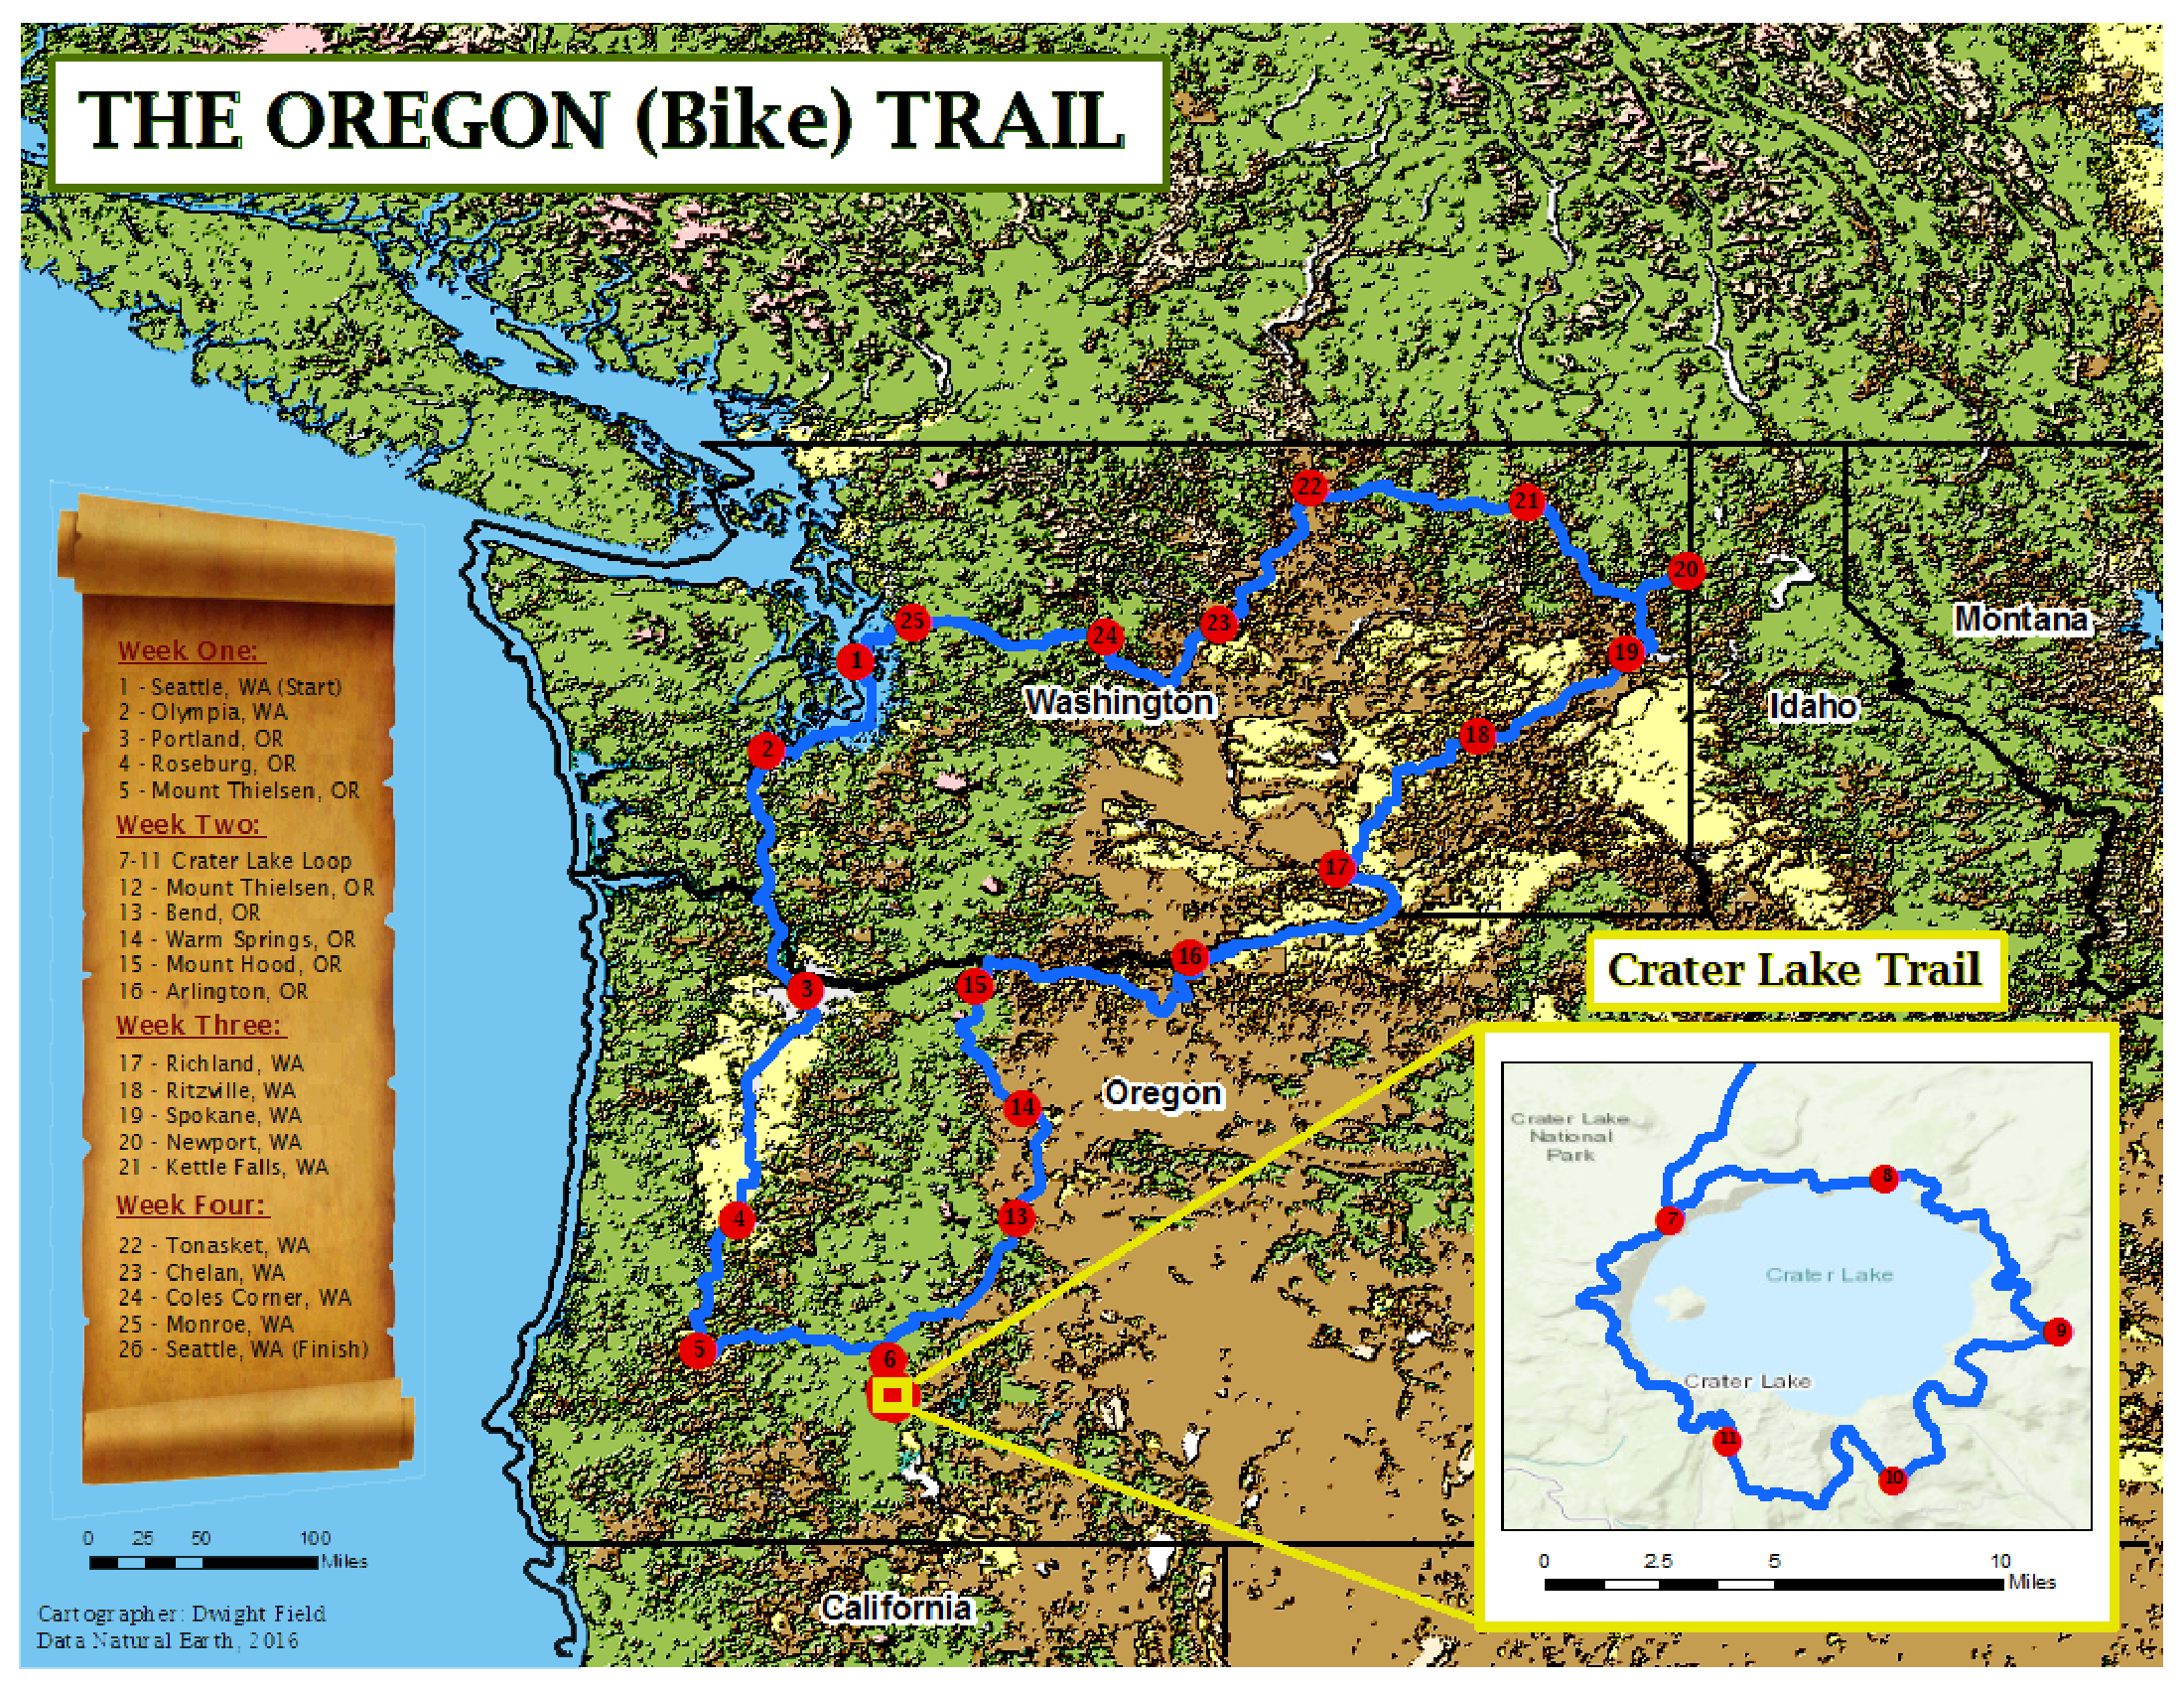 THE OREGON (Bike) TRAIL
Week One:
1 - Seattle, WA (Start)
2 - Olympia, WA
3 - Portland, OR
4 - Roseburg, OR
5 - Mount Thielsen, OR
Week Two:
7-11 Crater Lake Loop
12 - Mount Thielsen, OR
13 - Bend, OR
14 - Warm Springs, OR
15 - Mount Hood, OR
16 - Arlington, OR
Week Three:
17 - Richland, WA
18 - Ritzville, WA
19 - Spokane, WA
20 - Newport, WA
21 - Kettle Falls, WA
Week Four:
22 - Tonasket, WA
23 - Chelan, WA
24 - Coles Corner, WA
25 - Monroe, WA
26 - Seattle, WA (Finish)
0 25 50 100
Miles
Cartographer: Dwight Field
Data Natural Earth, 2016
22
21
20
25
24
23
1
19
Montana
Washington
Idaho
2
18
17
16
3
15
14
Oregon
13
4
5
6
California
Crater Lake Trail
Crater Lake
National
Park
8
7
Crater Lake
9
Crater Lake
11
10
0 2.5 5 10
Miles